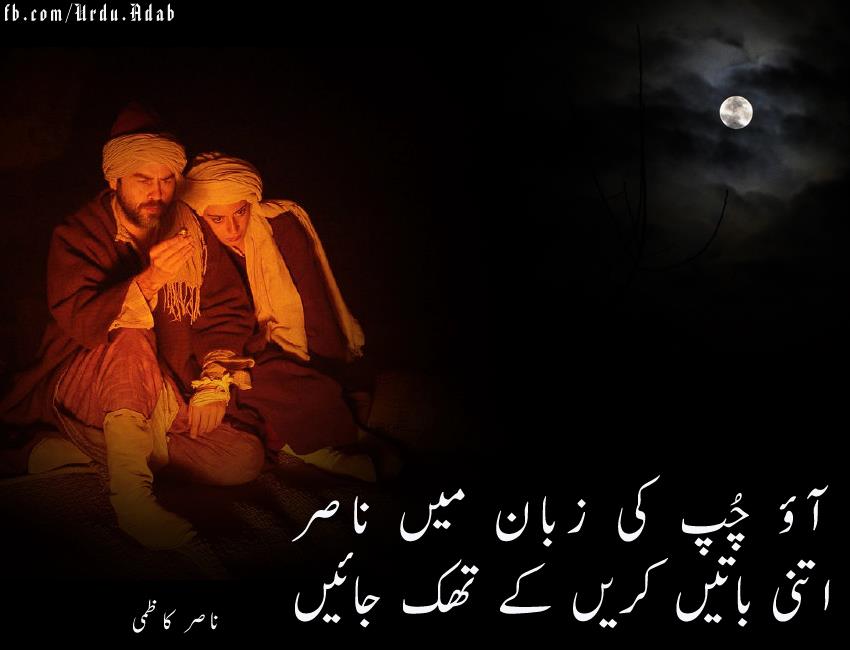 fb.com/Urdu.Adab
آؤ چُپ کی زبان میں ناصر
اتنی باتیں کریں کے تھک جائیں
ناصر کاظمی